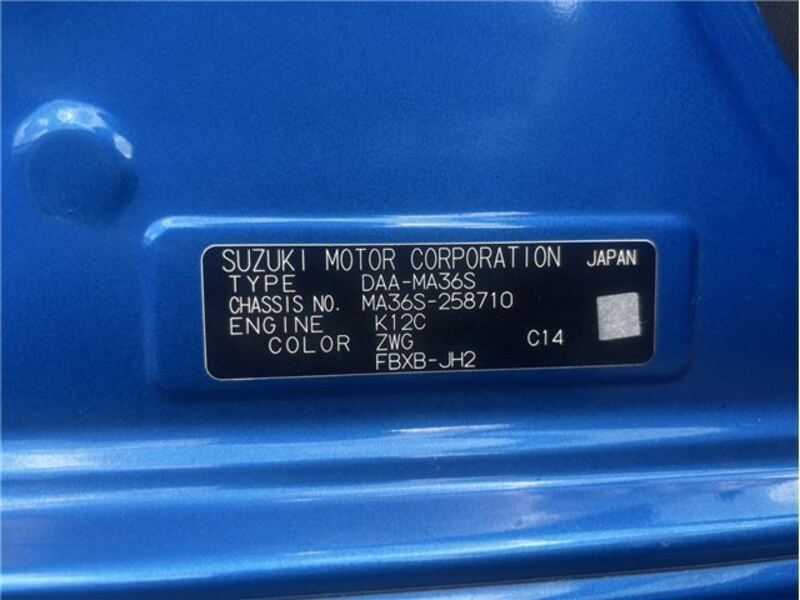 SUZUKI MOTOR CORPORATION JAPAN
TYPE DAA-MA36S
CHASSIS NO. MA36S-258710
ENGINE K12C
COLOR ZWG C14
FBXB-JH2